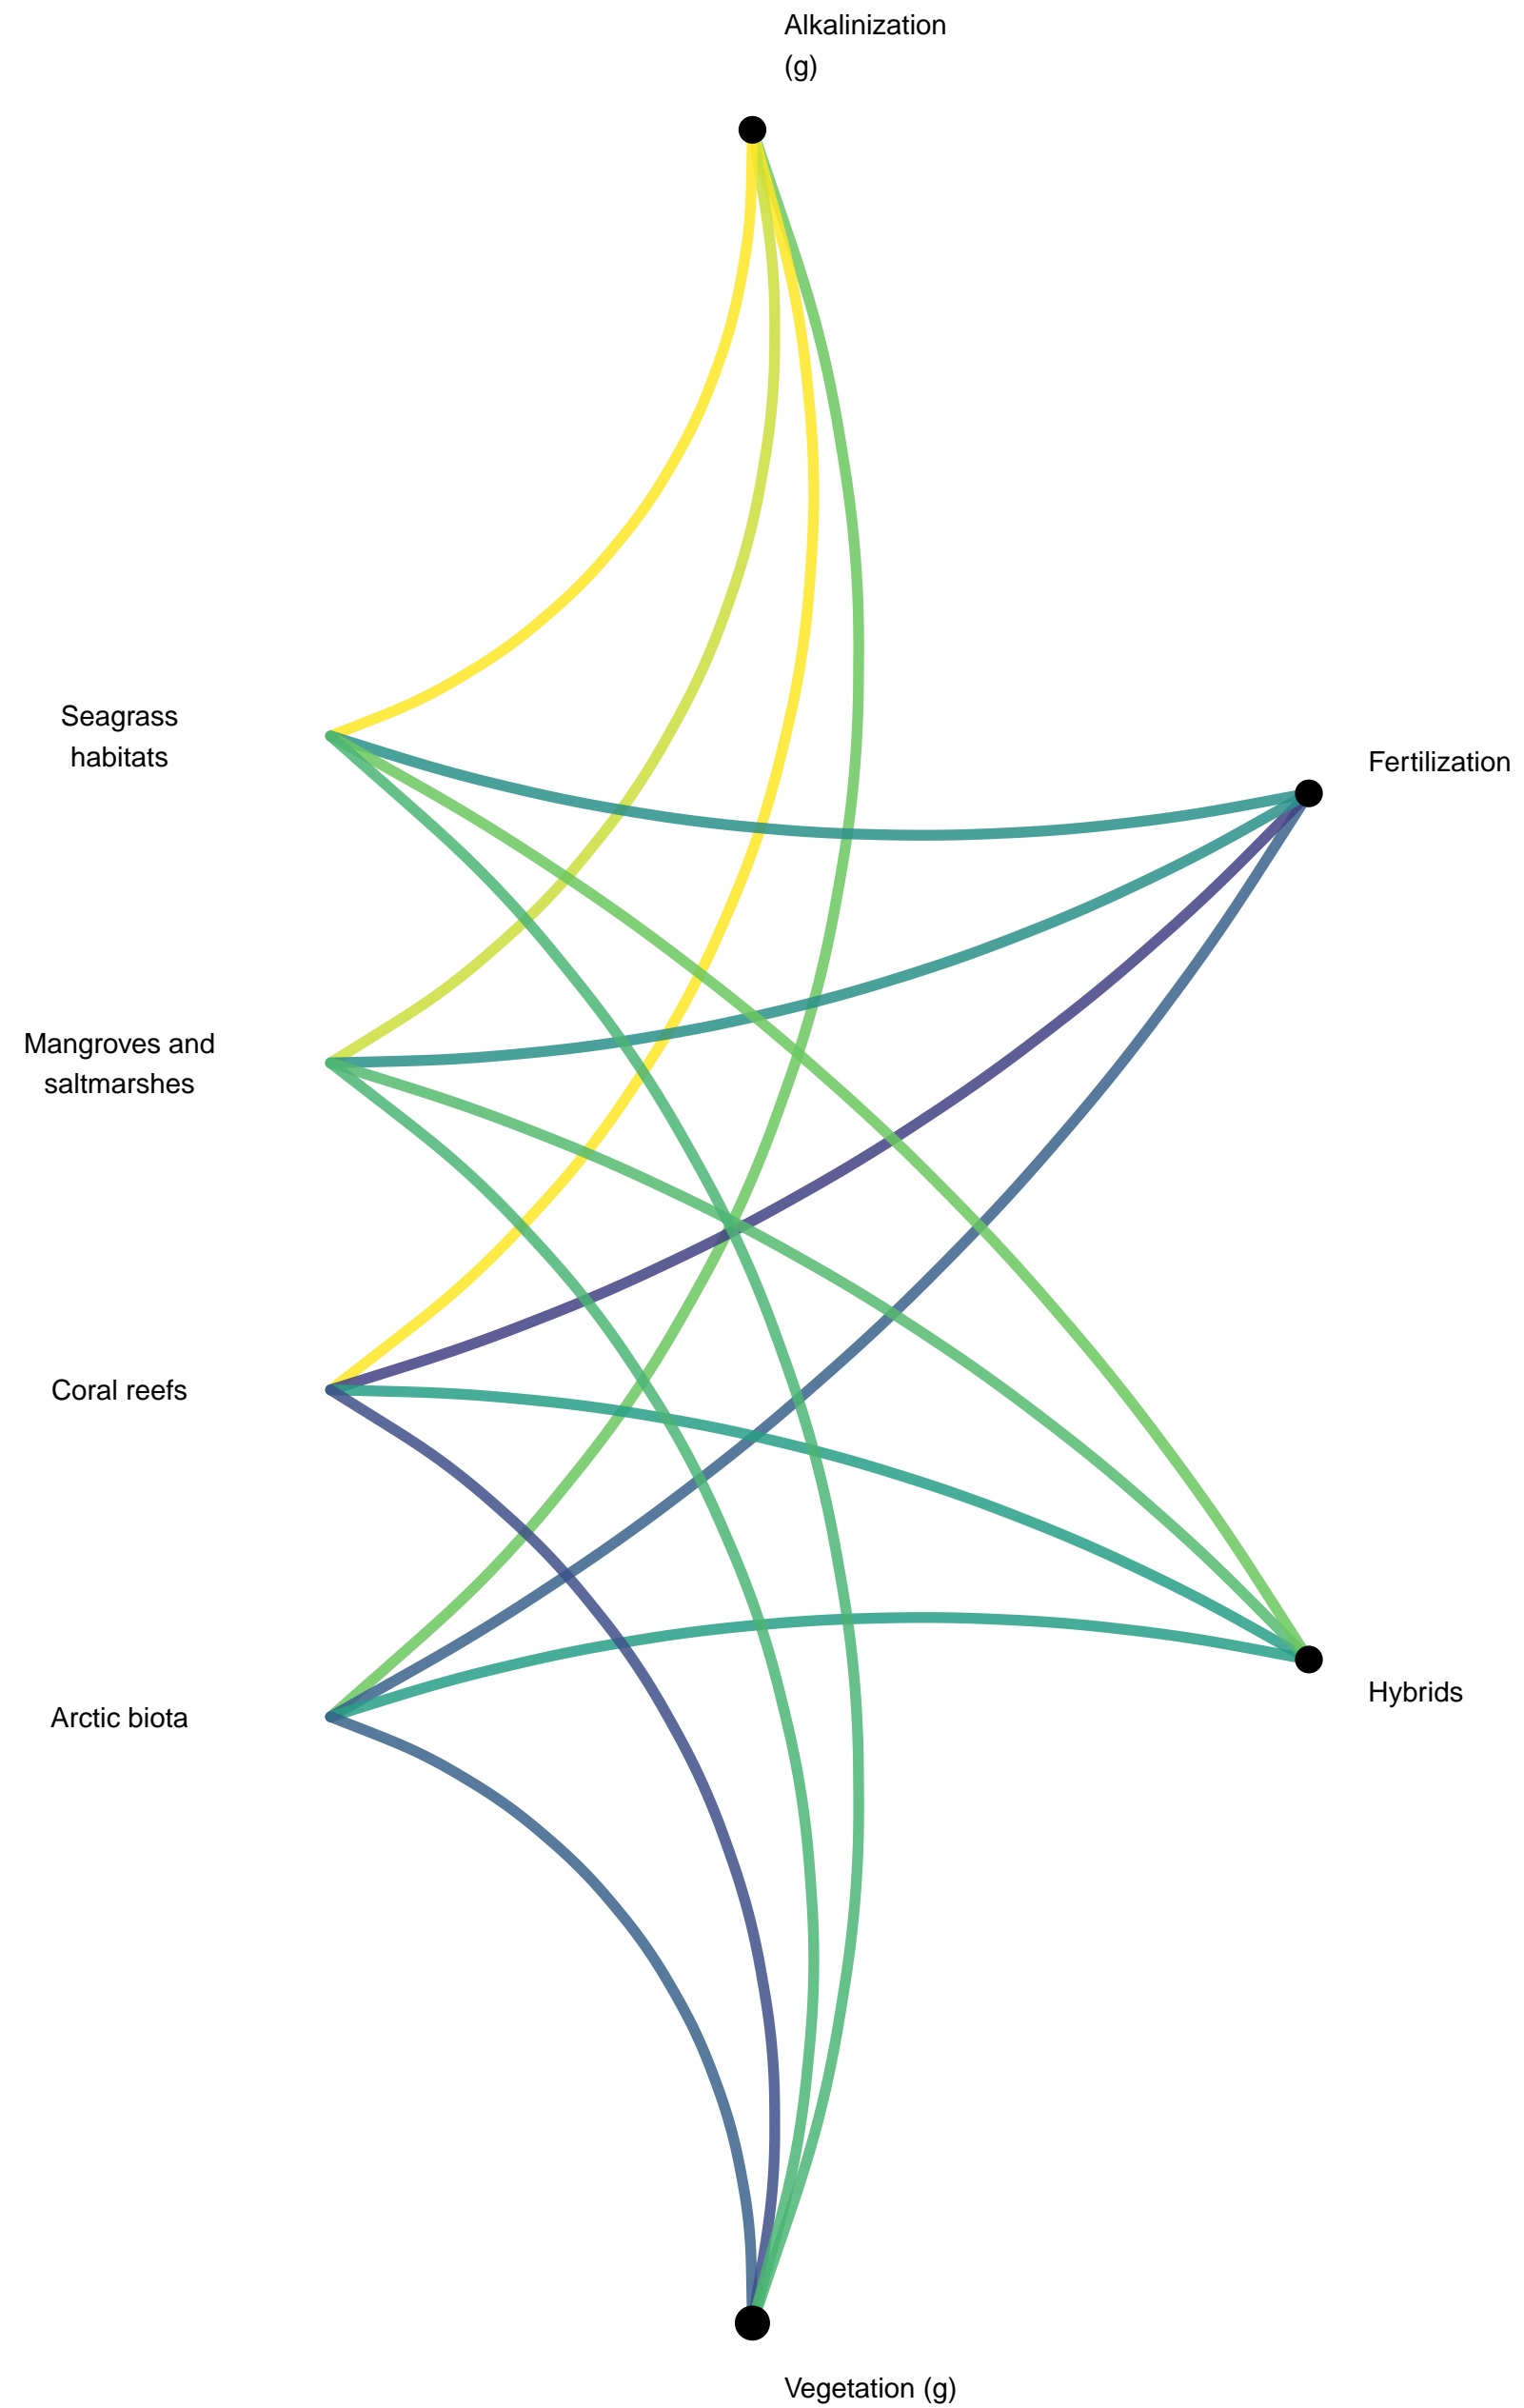 Alkalinization
(g)
Seagrass
habitats
Fertilization
Mangroves and
saltmarshes
Coral reefs
Hybrids
Arctic biota
Vegetation (g)